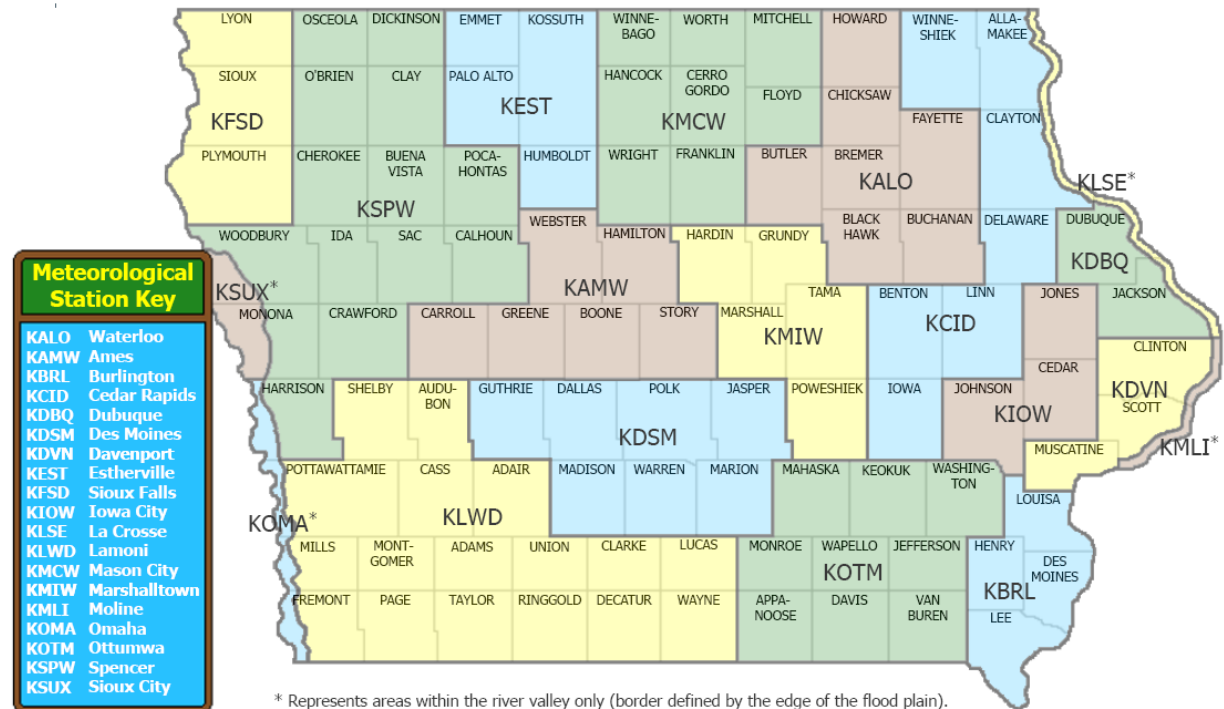 LYON
OSCEOLA
DICKINSON
EMMET
KOSSUTH
WINNE-
BAGO
WORTH
MITCHELL
HOWARD
WINNE-
SHIEK
ALLA-
MAKEE
SIOUX
O'BRIEN
CLAY
PALO ALTO
HANCOCK
CERRO
GORDO
FLOYD
CHICKSAW
FAYETTE
CLAYTON
KFSD
KEST
KMCW
PLYMOUTH
CHEROKEE
BUENA
VISTA
POCA-
HONTAS
HUMBOLDT
WRIGHT
FRANKLIN
BUTLER
BREMER
KALO
KLSE*
KSPW
WOODBURY
IDA
SAC
CALHOUN
WEBSTER
HAMILTON
HARDIN
GRUNDY
BLACK
HAWK
BUCHANAN
DELAWARE
DUBUQUE
KDBQ
KSUX*
KAMW
MONONA
CRAWFORD
CARROLL
GREENE
BOONE
STORY
MARSHALL
TAMA
KMIW
BENTON
LINN
KCID
JONES
JACKSON
CLINTON
HARRISON
SHELBY
AUDU-
BON
GUTHRIE
DALLAS
POLK
JASPER
POWESHIEK
IOWA
JOHNSON
CEDAR
KIOW
KDVN
SCOTT
KDSM
KMLI*
MUSCATINE
POTTAWATTAMIE
CASS
ADAIR
MADISON
WARREN
MARION
MAHASKA
KEOKUK
WASHING-
TON
LOUISA
KOMA*
KLWD
MILLS
MONT-
GOMER
ADAMS
UNION
CLARKE
LUCAS
MONROE
WAPELLO
JEFFERSON
HENRY
DES
MOINES
KOTM
KBRL
FREMONT
PAGE
TAYLOR
RINGGOLD
DECATUR
WAYNE
APPA-
NOOSE
DAVIS
VAN
BUREN
LEE
Meteorological
Station Key
KALO Waterloo
KAMW Ames
KBRL Burlington
KCID Cedar Rapids
KDBQ Dubuque
KDSM Des Moines
KDVN Davenport
KEST Estherville
KFSD Sioux Falls
KIOW Iowa City
KLSE La Crosse
KLWD Lamoni
KMCW Mason City
KMIW Marshalltown
KMLI Moline
KOMA Omaha
KOTM Ottumwa
KSPW Spencer
KSUX Sioux City
* Represents areas within the river valley only (border defined by the edge of the flood plain).